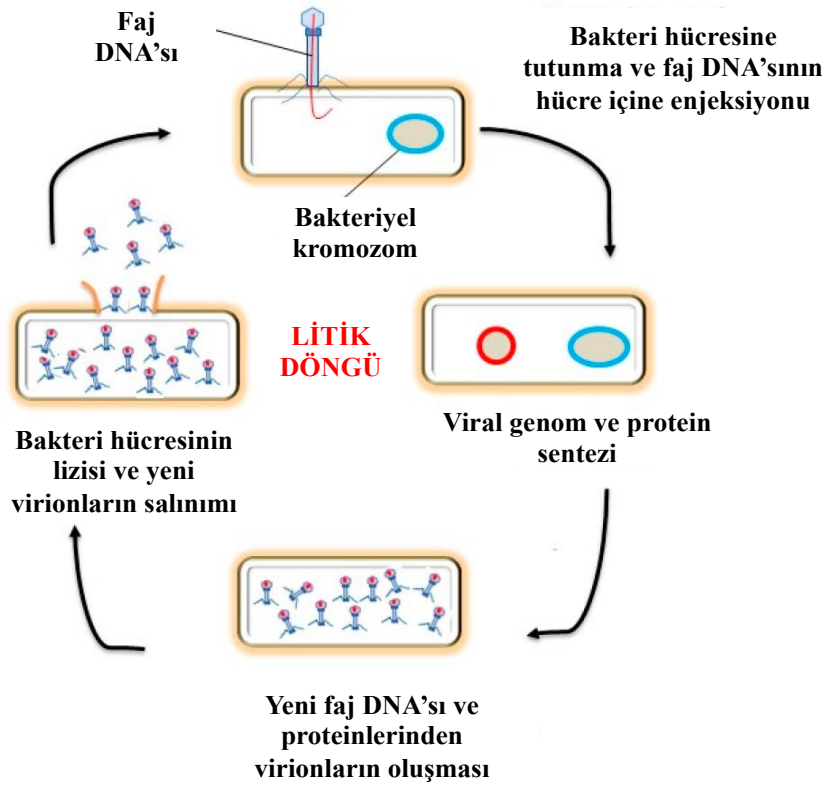 Faj
DNA’sı
Bakteri hücresine
tutunma ve faj DNA’sının
hücre içine enjeksiyonu
Bakteriyel
kromozom
LİTİK
DÖNGÜ
Viral genom ve protein
sentezi
Bakteri hücresinin
lizisi ve yeni
virionların salınımı
Yeni faj DNA’sı ve
proteinlerinden
virionların oluşması